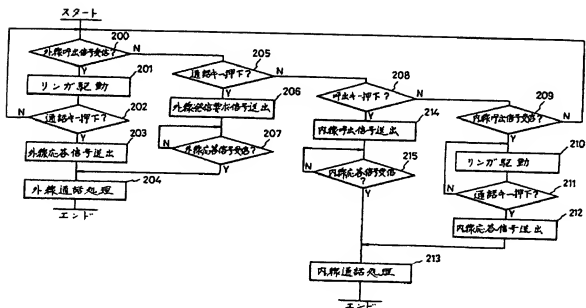 スタート
200
外線呼出信号受信?
N
Y
201
リンガ駆動
202
通話キー押下?
N
Y
203
外線応答信号送出
204
外線通話処理
エンド
205
通話キー押下?
N
Y
206
外線発信要求信号送出
207
外線応答信号受信?
N
Y
208
呼出キー押下?
N
Y
214
内線呼出信号送出
215
内線応答信号受信
?
N
Y
209
内線呼出信号受信?
N
Y
210
リンガ駆動
211
通話キー押下?
N
Y
212
内線応答信号送出
213
内線通話処理
エンド